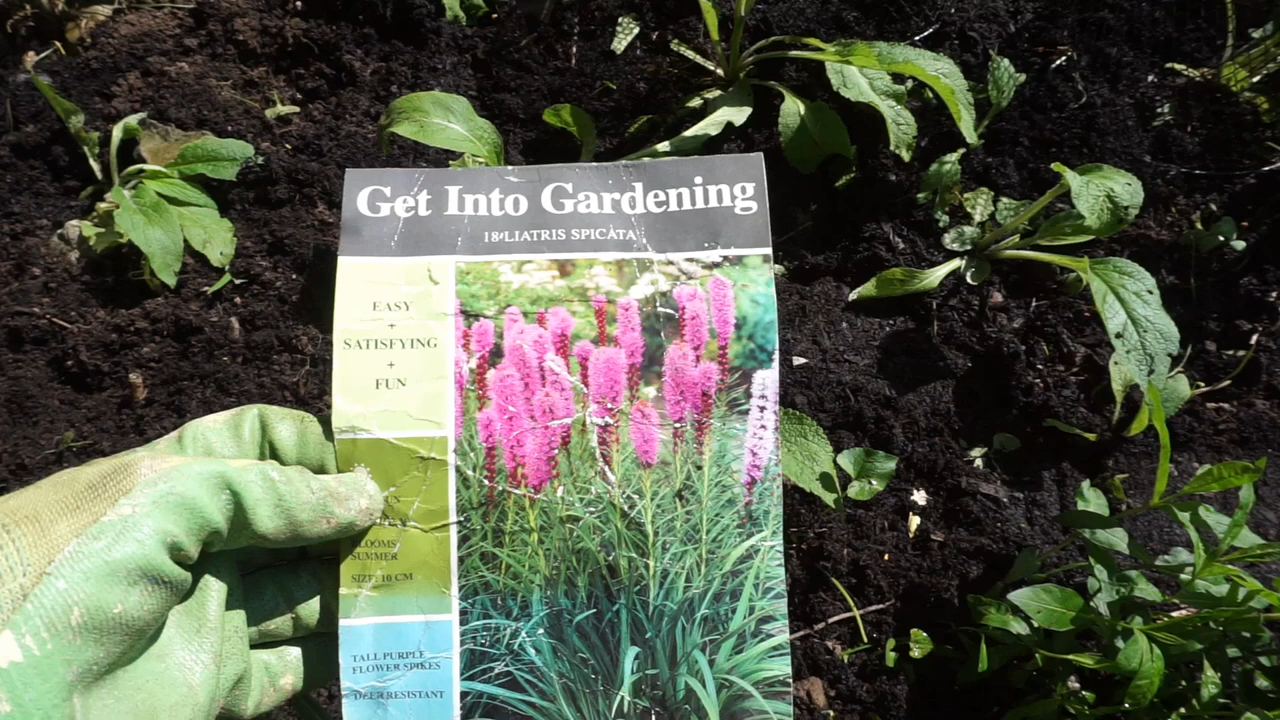 Get Into Gardening
18-LIATRIS SPICATA
EASY
+
SATISFYING
+
FUN
BLOOMS
SUMMER
SIZE: 10 CM
TALL PURPLE
FLOWER SPIKES
DEER RESISTANT